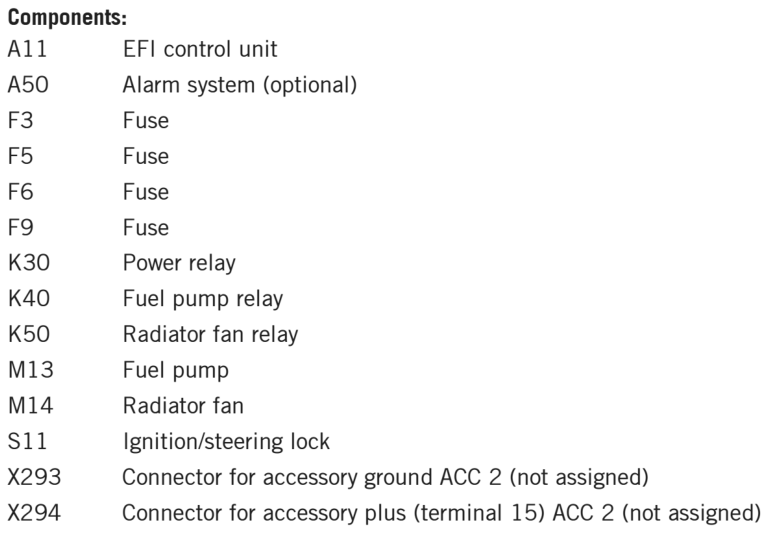 Components:
A11 EFI control unit
A50 Alarm system (optional)
F3 Fuse
F5 Fuse
F6 Fuse
F9 Fuse
K30 Power relay
K40 Fuel pump relay
K50 Radiator fan relay
M13 Fuel pump
M14 Radiator fan
S11 Ignition/steering lock
X293 Connector for accessory ground ACC 2 (not assigned)
X294 Connector for accessory plus (terminal 15) ACC 2 (not assigned)